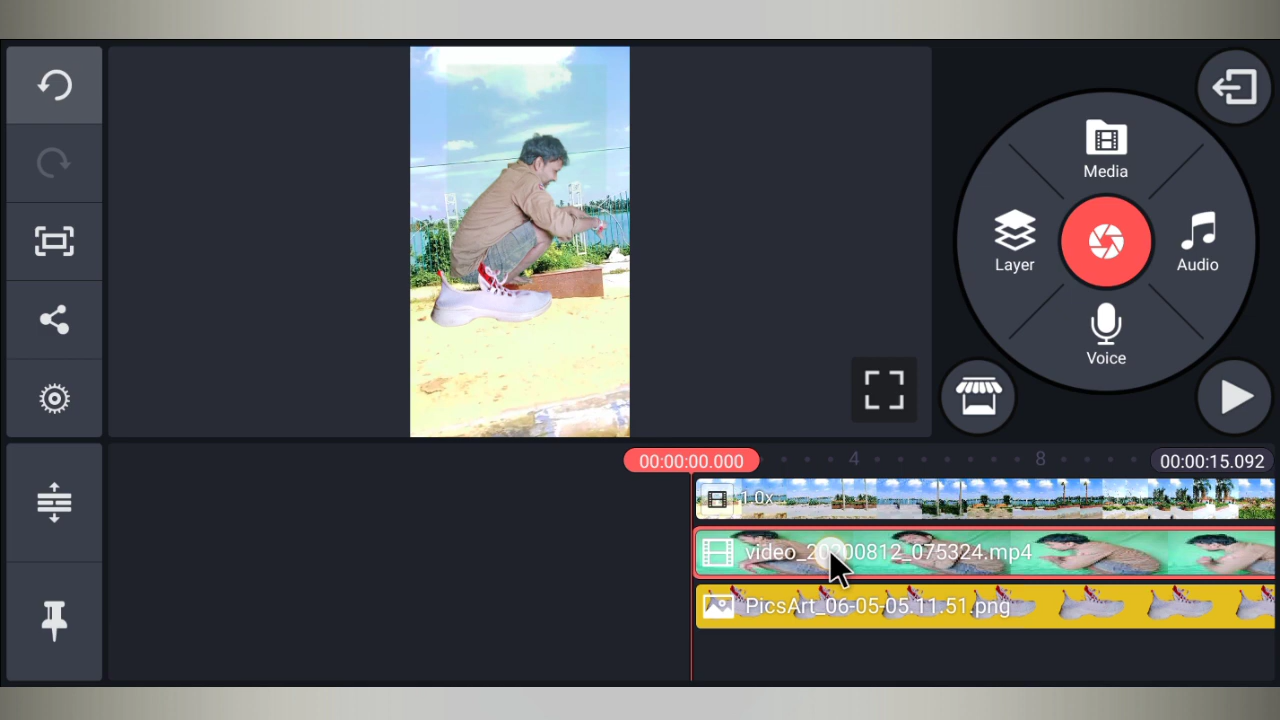 Media
Layer
Audio
Voice
00:00:00.000
4
8
00:00:15.092
1.0x
video_20200812_075324.mp4
PicsArt_06-05-05.11.51.png